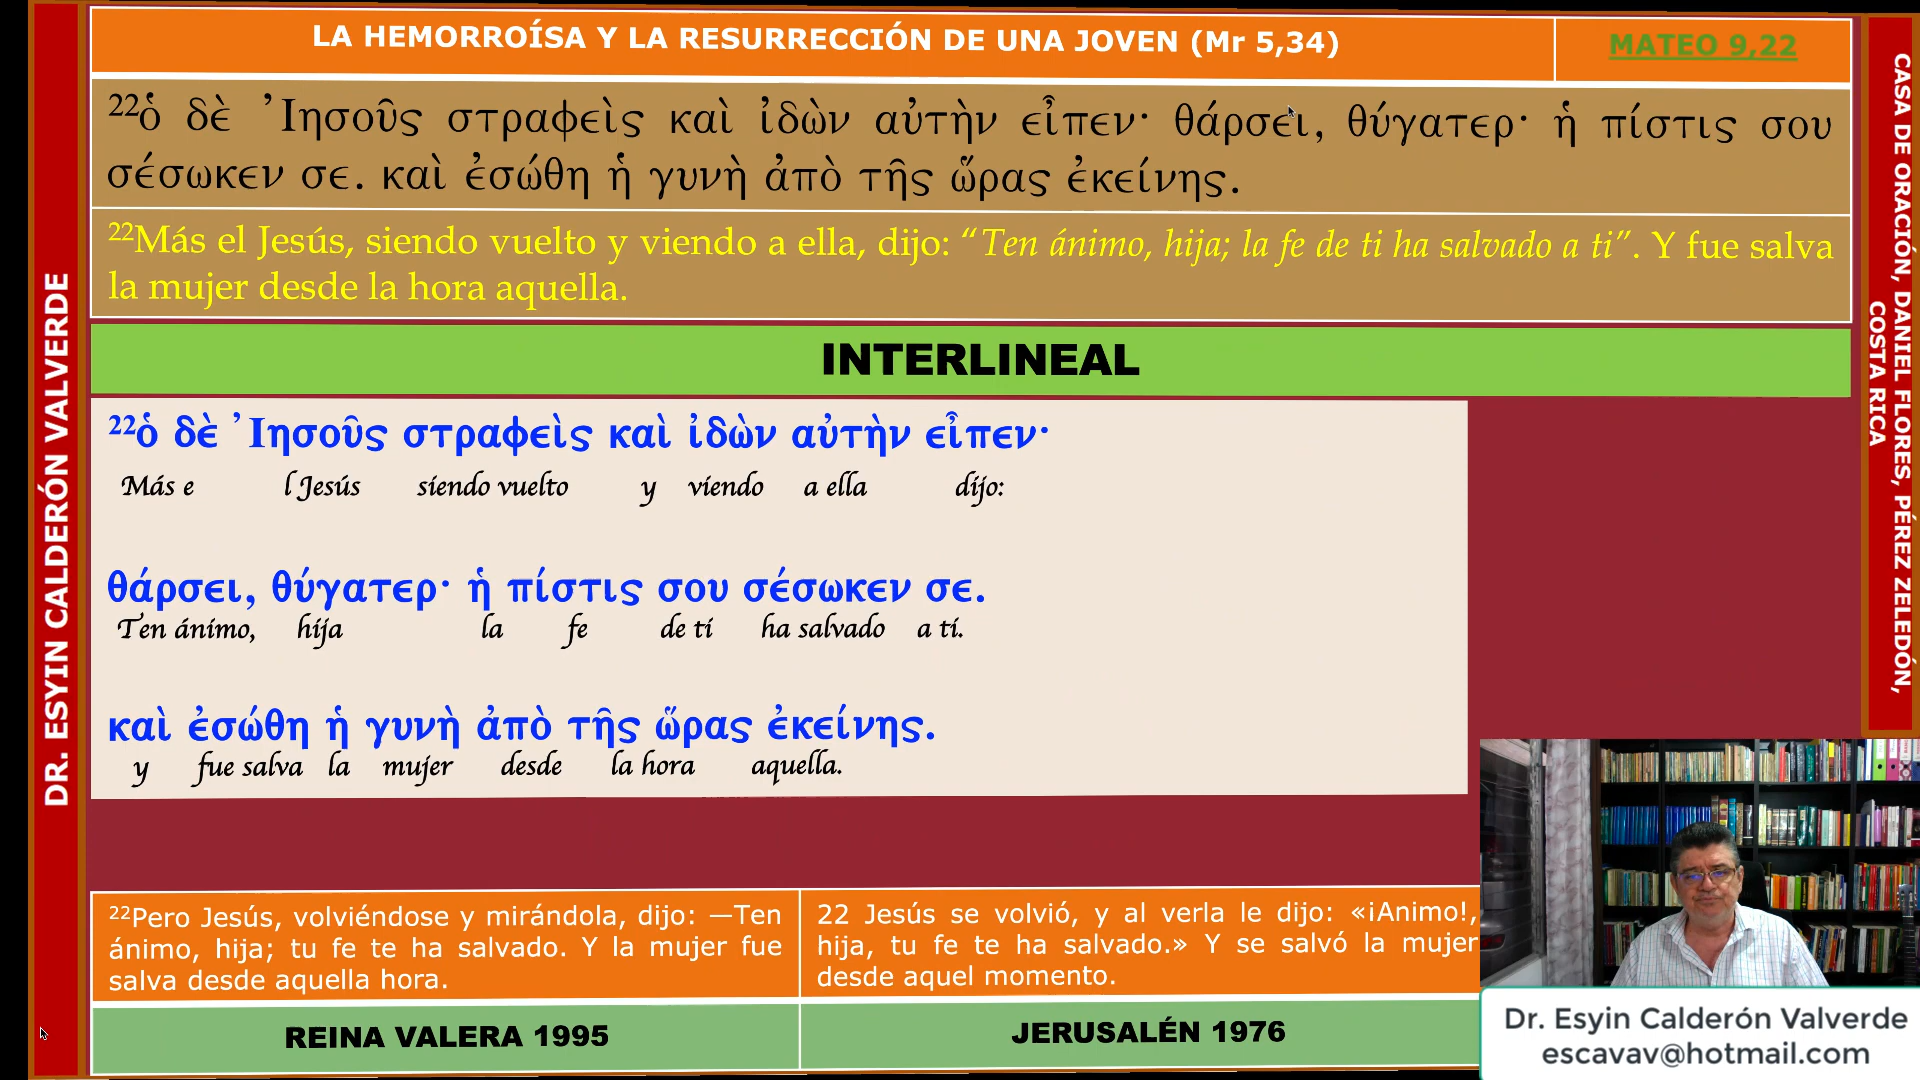 LA HEMORROÍSA Y LA RESURRECCIÓN DE UNA JOVEN (Mr 5,34)
MATEO 9,22
²²ὁ δὲ Ἰησοῦς στραφεὶς καὶ ἰδὼν αὐτὴν εἶπεν· θάρσει, θύγατερ· ἡ πίστις σου
σέσωκεν σε. καὶ ἐσώθη ἡ γυνὴ ἀπὸ τῆς ὥρας ἐκείνης.
²²Más el Jesús, siendo vuelto y viendo a ella, dijo: “Ten ánimo, hija; la fe de ti ha salvado a ti”. Y fue salva
la mujer desde la hora aquella.
INTERLINEAL
²²ὁ δὲ Ἰησοῦς στραφεὶς καὶ ἰδὼν αὐτὴν εἶπεν·
Más e l Jesús siendo vuelto y viendo a ella dijo:
θάρσει, θύγατερ· ἡ πίστις σου σέσωκεν σε.
Ten ánimo, hija la fe de ti ha salvado a ti.
καὶ ἐσώθη ἡ γυνὴ ἀπὸ τῆς ὥρας ἐκείνης.
y fue salva la mujer desde la hora aquella.
²²Pero Jesús, volviéndose y mirándola, dijo: —Ten
ánimo, hija; tu fe te ha salvado. Y la mujer fue
salva desde aquella hora.
22 Jesús se volvió, y al verla le dijo: «¡Animo!,
hija, tu fe te ha salvado.» Y se salvó la mujer
desde aquel momento.
REINA VALERA 1995
JERUSALÉN 1976
DR. ESYIN CALDERÓN VALVERDE
CASA DE ORACIÓN, DANIEL FLORES, PÉREZ ZELEDÓN,
COSTA RICA
Dr. Esyin Calderón Valverde
escavav@hotmail.com